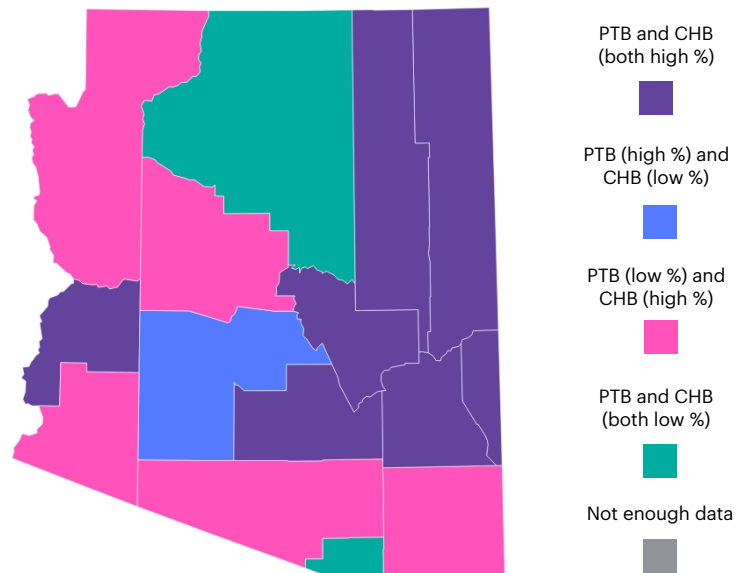 PTB and CHB
(both high %)
PTB (high %) and
CHB (low %)
PTB (low %) and
CHB (high %)
PTB and CHB
(both low %)
Not enough data